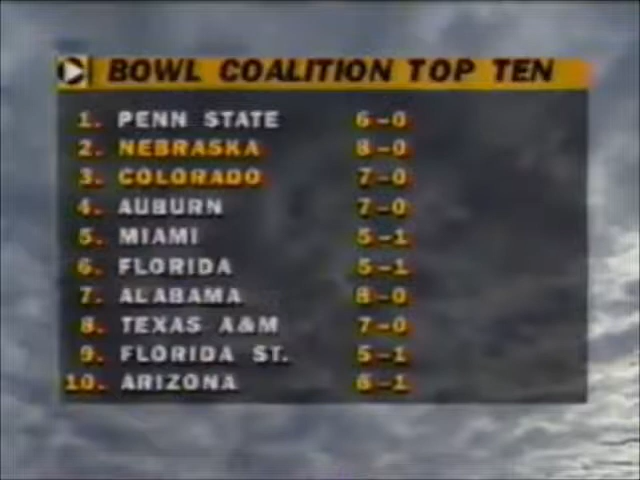 BOWL COALITION TOP TEN
1. PENN STATE 6-0
2. NEBRASKA 8-0
3. COLORADO 7-0
4. AUBURN 7-0
5. MIAMI 5-1
6. FLORIDA 5-1
7. ALABAMA 8-0
8. TEXAS A&M 7-0
9. FLORIDA ST. 5-1
10. ARIZONA 6-1